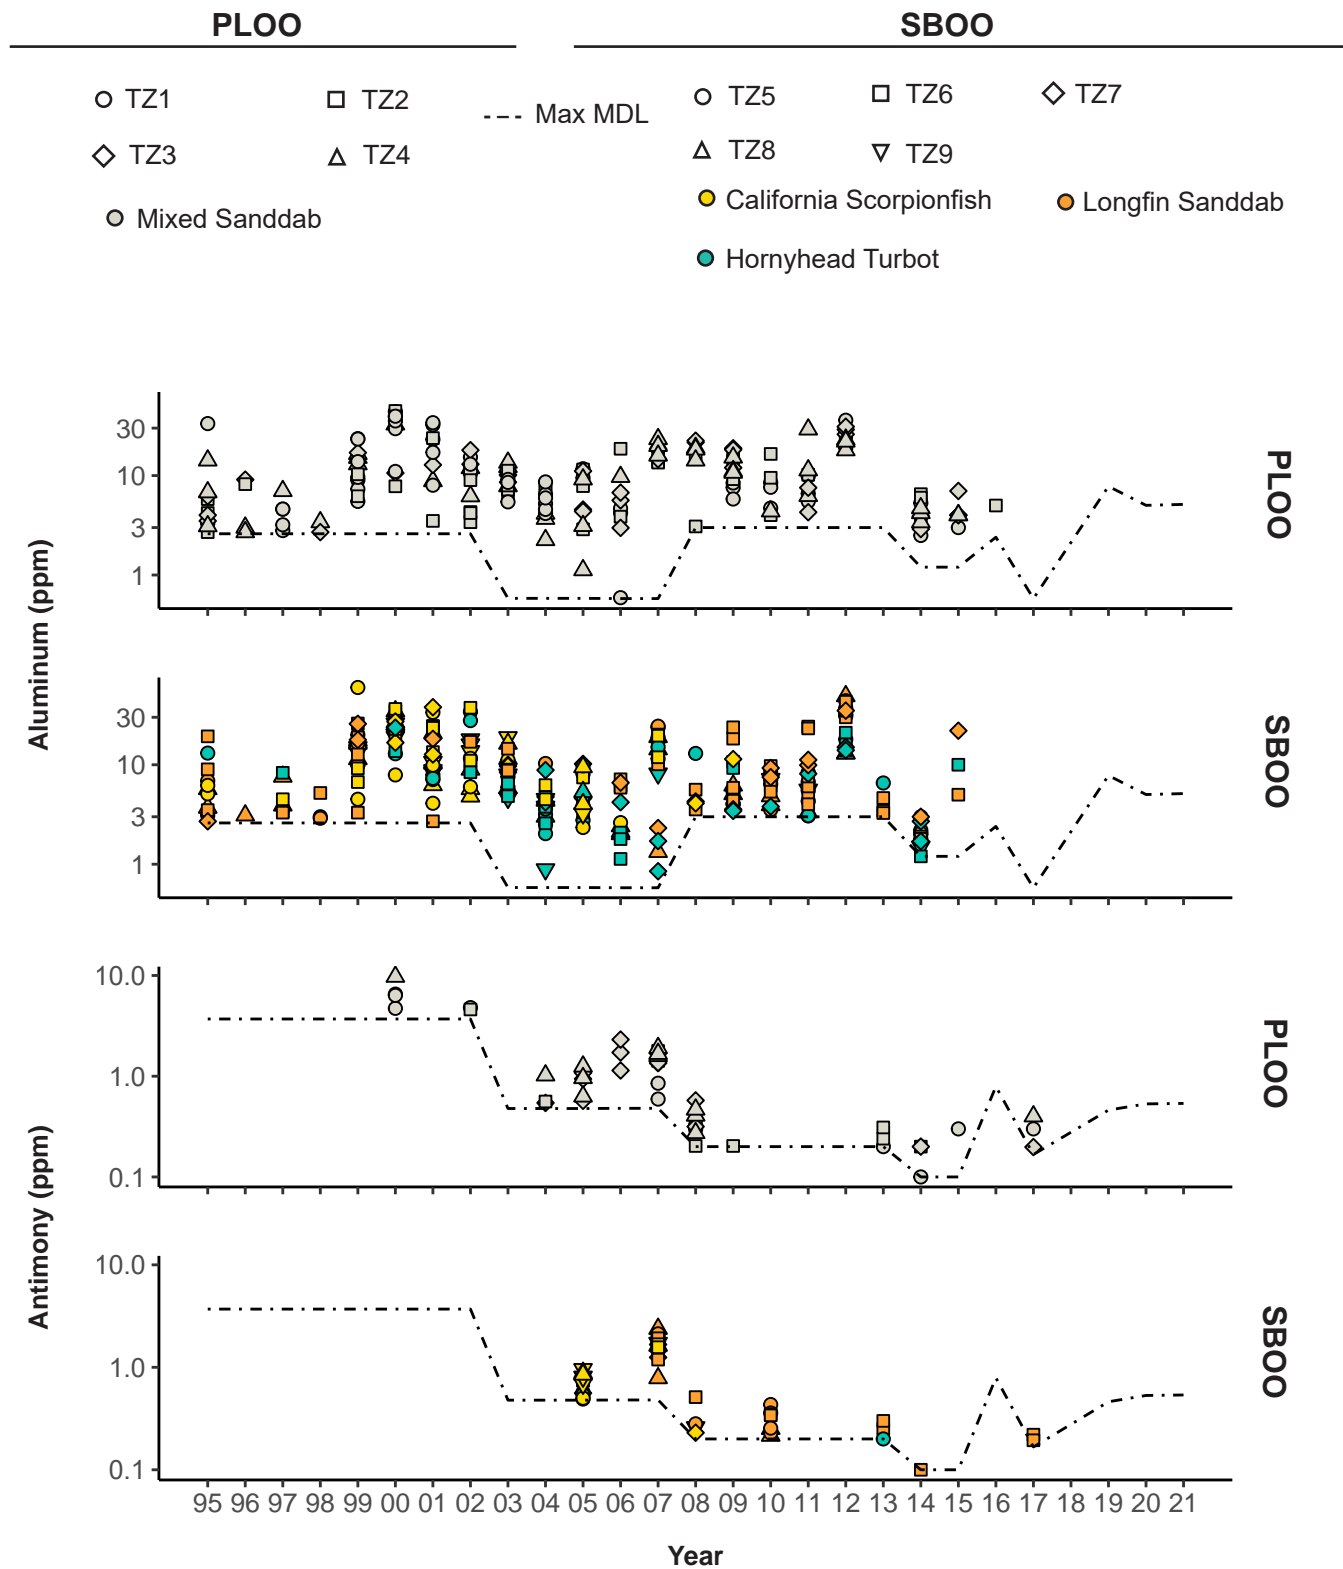 PLOO SBOO
TZ1 TZ2 Max MDL TZ5 TZ6 TZ7
TZ3 TZ4 TZ8 TZ9
Mixed Sanddab California Scorpionfish Longfin Sanddab
Hornyhead Turbot
Aluminum (ppm)
30
10
3
1
PLOO
30
10
3
1
SBOO
Antimony (ppm)
10.0
1.0
0.1
PLOO
10.0
1.0
0.1
SBOO
95 96 97 98 99 00 01 02 03 04 05 06 07 08 09 10 11 12 13 14 15 16 17 18 19 20 21
Year